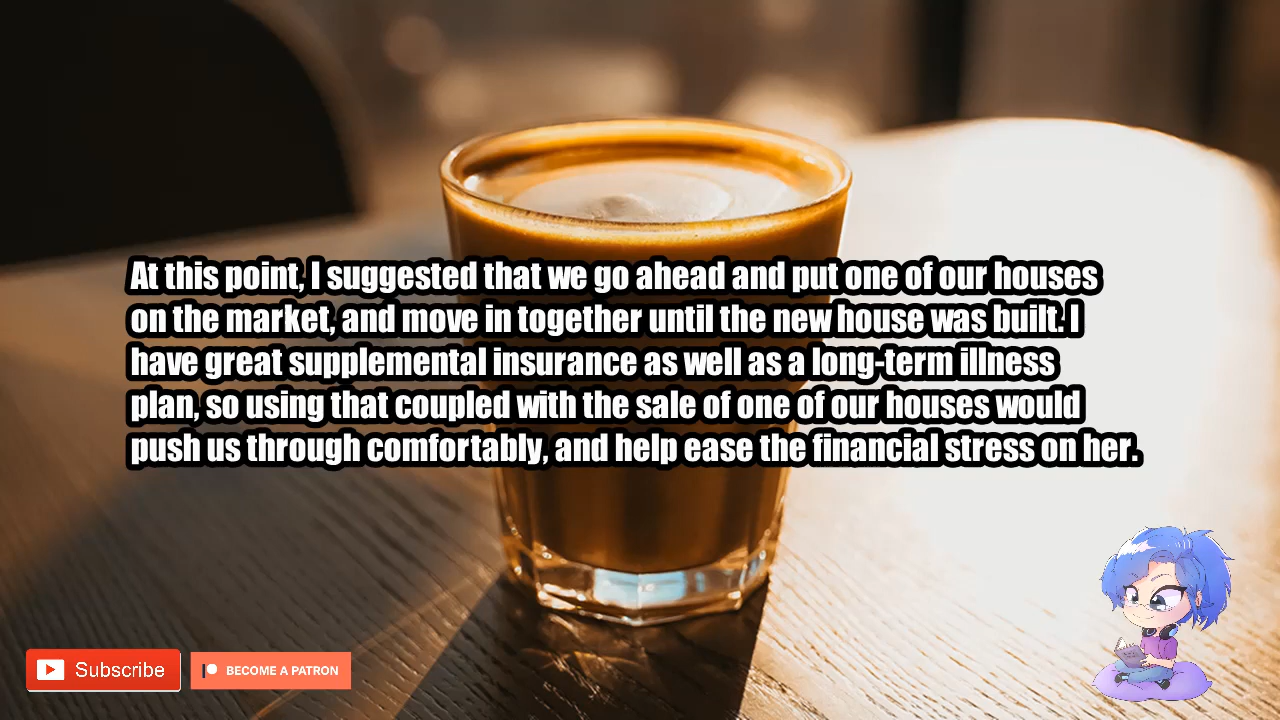 At this point, I suggested that we go ahead and put one of our houses
on the market, and move in together until the new house was built. I
have great supplemental insurance as well as a long-term illness
plan, so using that coupled with the sale of one of our houses would
push us through comfortably, and help ease the financial stress on her.
Subscribe
BECOME A PATRON